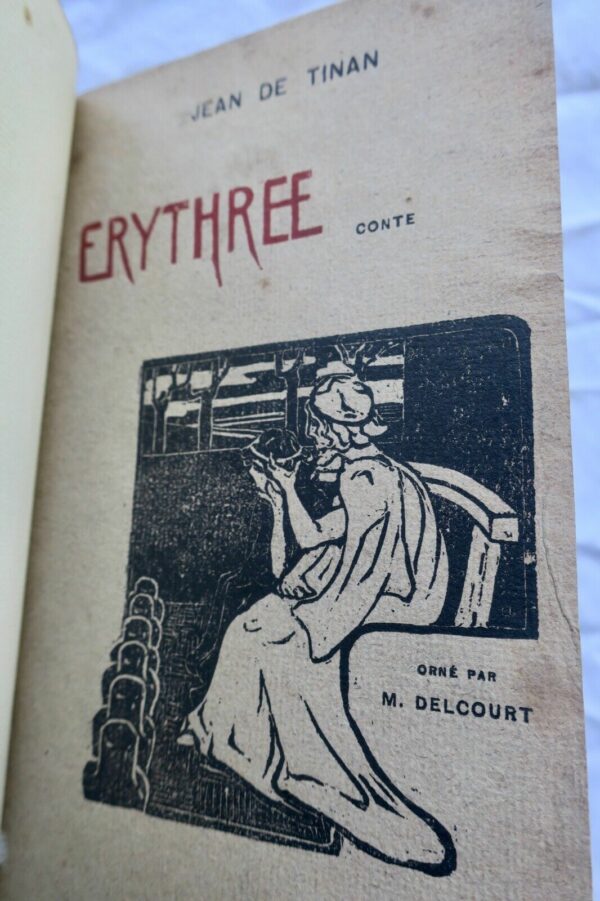 JEAN DE TINAN
ERYTHREE CONTE
ORNÉ PAR
M. DELCOURT